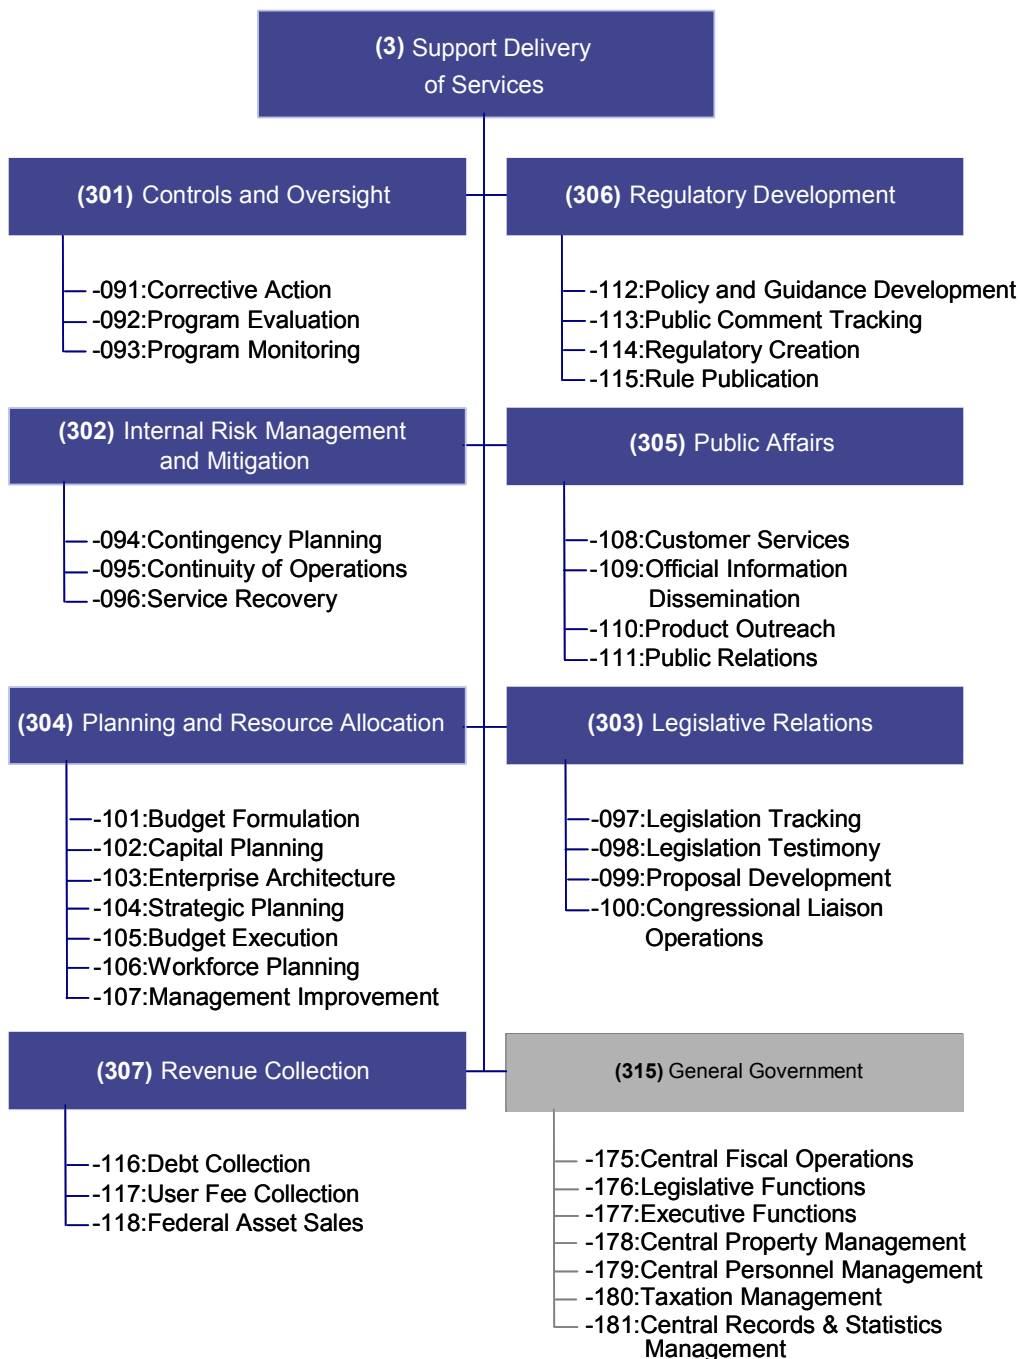 (3) Support Delivery
of Services
(301) Controls and Oversight
-091:Corrective Action
-092:Program Evaluation
-093:Program Monitoring
(306) Regulatory Development
-112:Policy and Guidance Development
-113:Public Comment Tracking
-114:Regulatory Creation
-115:Rule Publication
(302) Internal Risk Management
and Mitigation
-094:Contingency Planning
-095:Continuity of Operations
-096:Service Recovery
(305) Public Affairs
-108:Customer Services
-109:Official Information
Dissemination
-110:Product Outreach
-111:Public Relations
(304) Planning and Resource Allocation
-101:Budget Formulation
-102:Capital Planning
-103:Enterprise Architecture
-104:Strategic Planning
-105:Budget Execution
-106:Workforce Planning
-107:Management Improvement
(303) Legislative Relations
-097:Legislation Tracking
-098:Legislation Testimony
-099:Proposal Development
-100:Congressional Liaison
Operations
(307) Revenue Collection
-116:Debt Collection
-117:User Fee Collection
-118:Federal Asset Sales
(315) General Government
-175:Central Fiscal Operations
-176:Legislative Functions
-177:Executive Functions
-178:Central Property Management
-179:Central Personnel Management
-180:Taxation Management
-181:Central Records & Statistics
Management